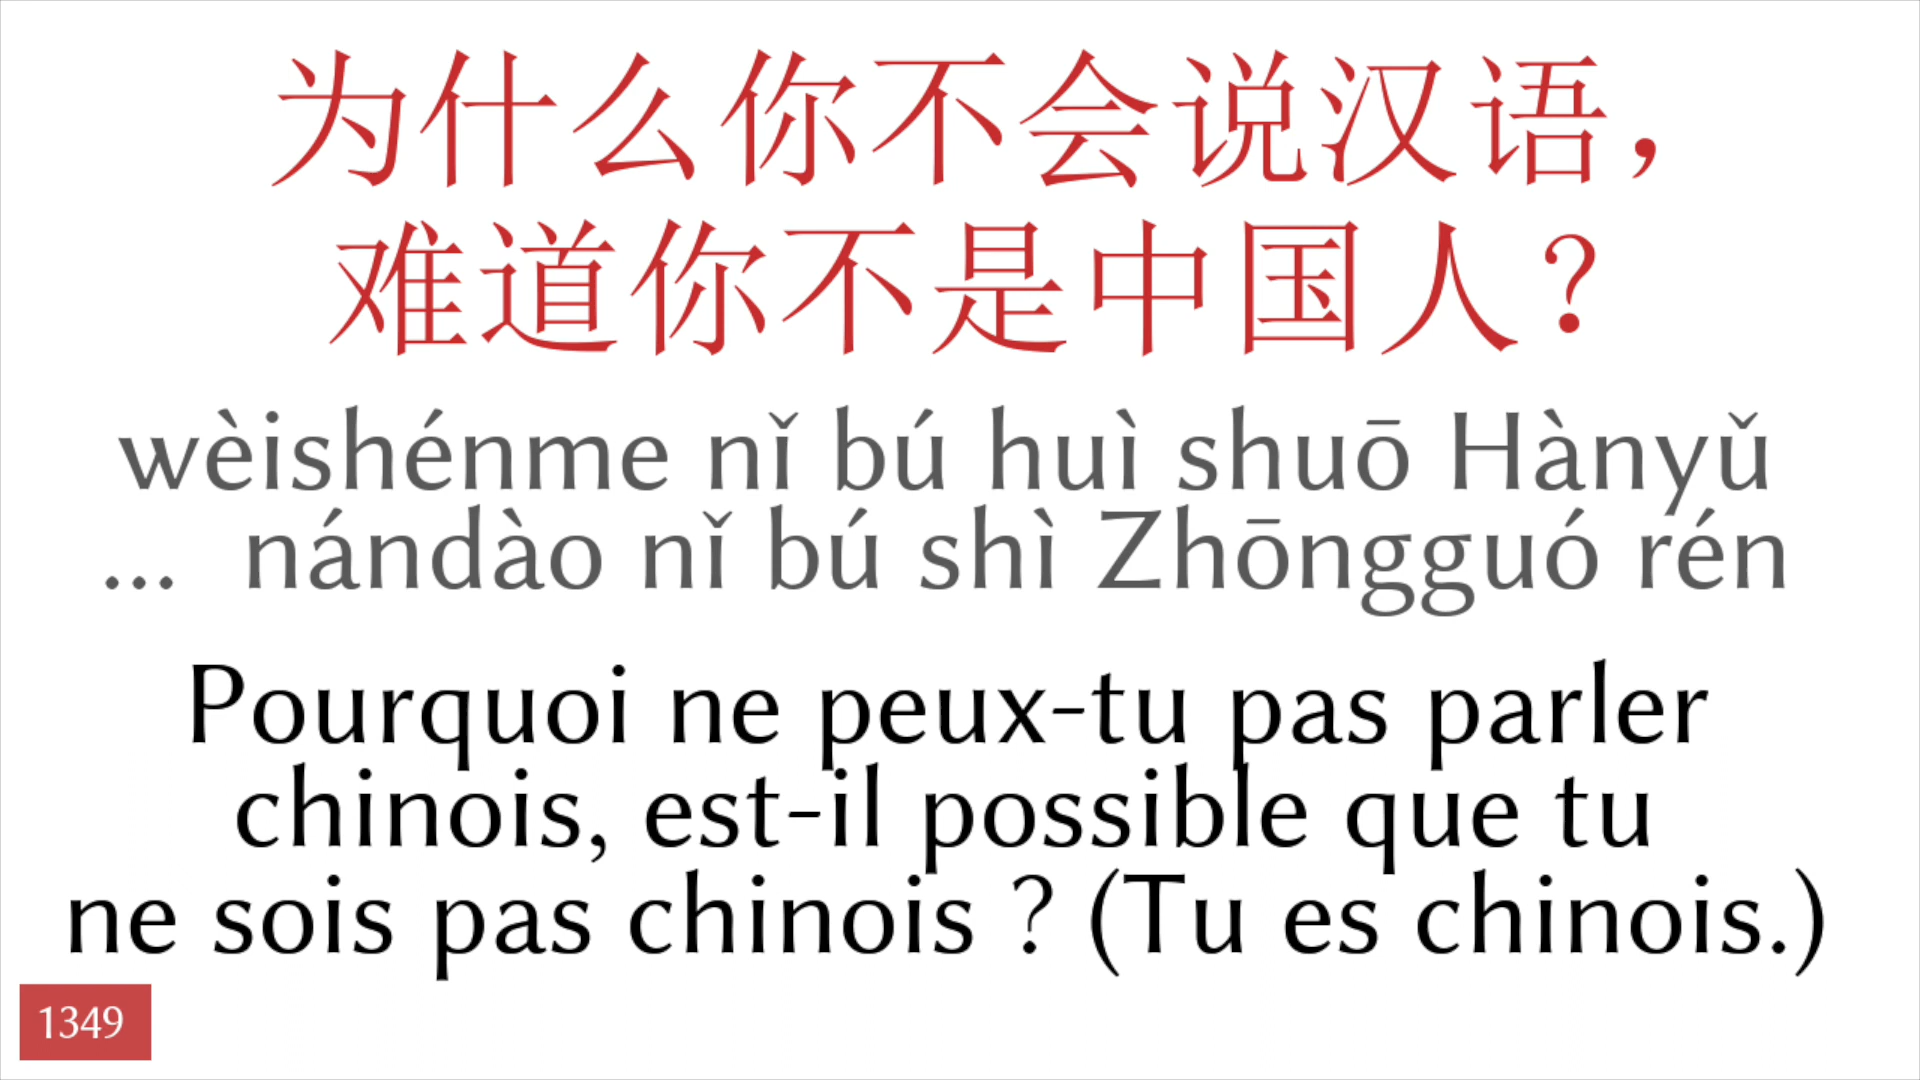 为什么你不会说汉语，
难道你不是中国人？
wèishénme nǐ bú huì shuō Hànyǔ
... nándào nǐ bú shì Zhōngguó rén
Pourquoi ne peux-tu pas parler
chinois, est-il possible que tu
ne sois pas chinois ? (Tu es chinois.)
1349